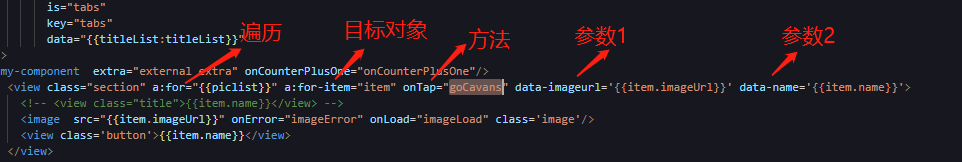 is="tabs"
key="tabs"
data="{{titleList:titleList}}"
>
遍历
目标对象
方法
参数1
参数2
my-component extra="external extra" onCounterPlusOne="onCounterPlusOne"/>
<view class="section" a:for="{{piclist}}" a:for-item="item" onTap="goCavans" data-imageurl='{{item.imageUrl}}' data-name='{{item.name}}'>
<!-- <view class="title">{{item.name}}</view> -->
<image src="{{item.imageUrl}}" onError="imageError" onLoad="imageLoad" class='image'/>
<view class='button'>{{item.name}}</view>
</view>